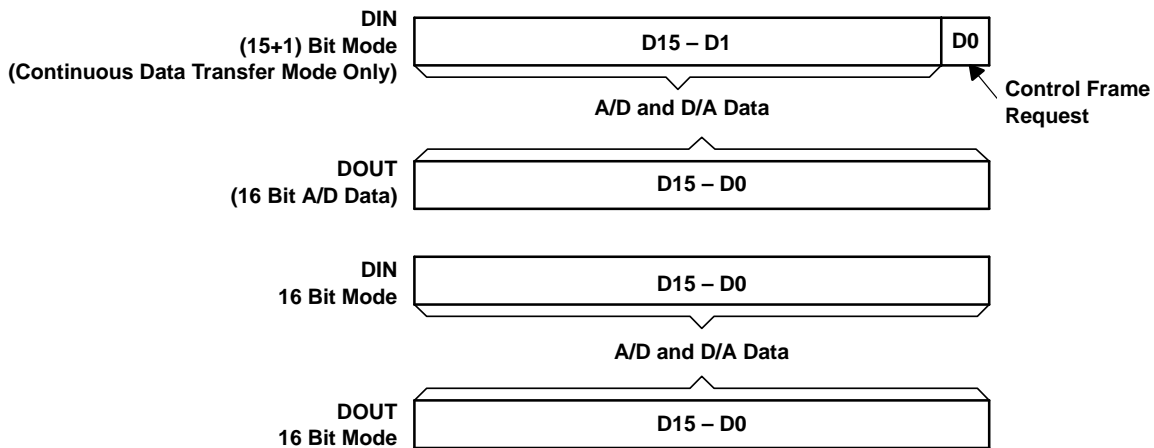 DIN
(15+1) Bit Mode
(Continuous Data Transfer Mode Only)
D15 – D1
D0
A/D and D/A Data
Control Frame
Request
DOUT
(16 Bit A/D Data)
D15 – D0
DIN
16 Bit Mode
D15 – D0
A/D and D/A Data
DOUT
16 Bit Mode
D15 – D0